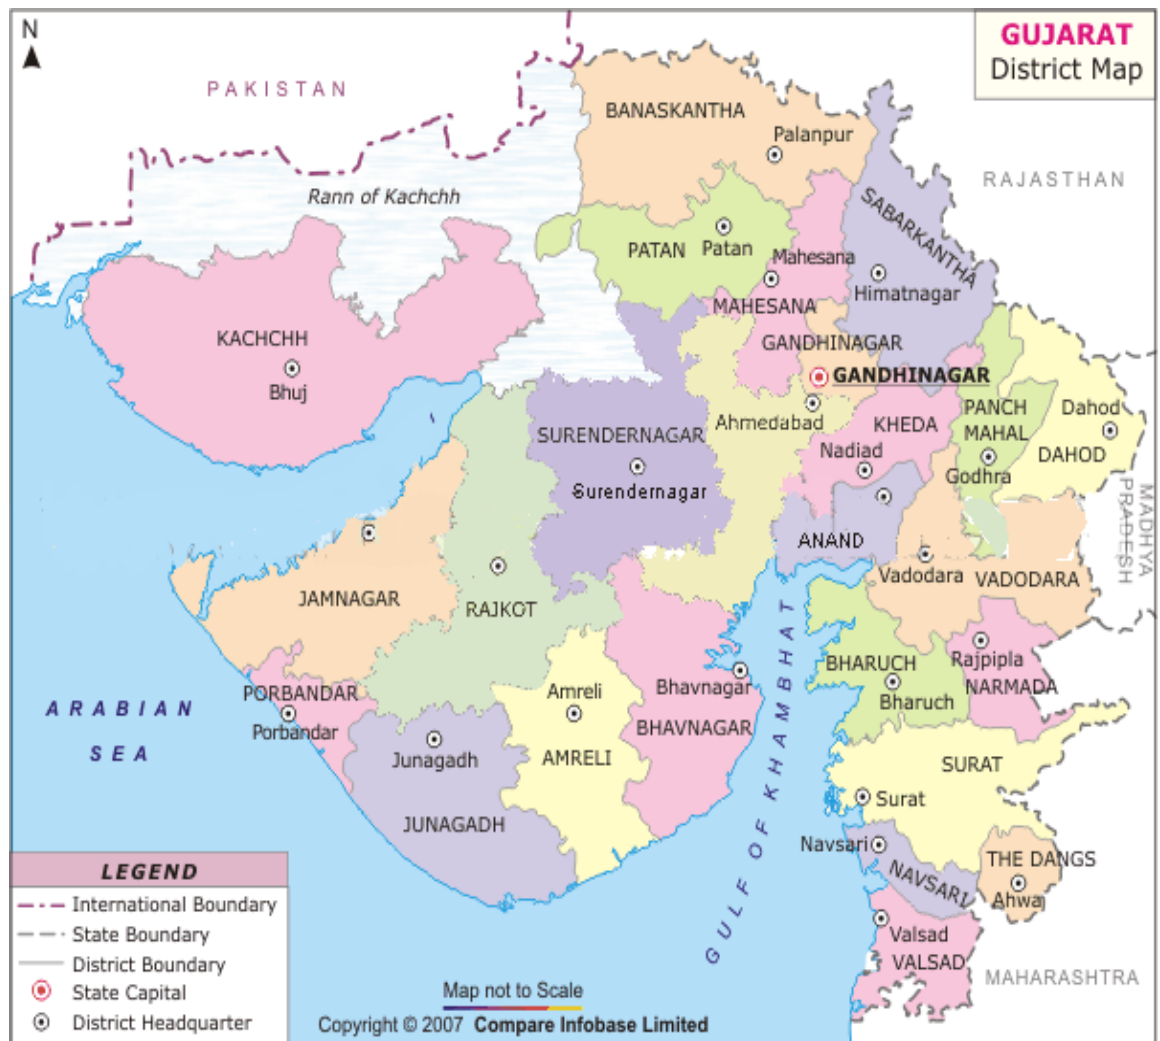 N
GUJARAT
District Map
PAKISTAN
BANASKANTHA
Palanpur
RAJASTHAN
Rann of Kachchh
SABARKANTHA
PATAN
Patan
Mahesana
Himatnagar
MAHESANA
KACHCHH
GANDHINAGAR
Bhuj
GANDHINAGAR
PANCH
MAHAL
Dahod
DAHOD
Ahmedabad
KHEDA
SURENDERNAGAR
Nadiad
Godhra
Surendernagar
MADHYA
PRADESH
ANAND
Vadodara
VADODARA
JAMNAGAR
RAJKOT
BHARUCH
Rajpipla
Bharuch
NARMADA
PORBANDAR
Porbandar
Amreli
Bhavnagar
ARABIAN
SEA
BHAVNAGAR
Junagadh
AMRELI
SURAT
Surat
GULF OF KHAMBHAT
JUNAGADH
Navsari
NAVSARI
THE DANGS
Ahwa
Valsad
VALSAD
MAHARASHTRA
LEGEND
International Boundary
State Boundary
District Boundary
State Capital
District Headquarter
Map not to Scale
Copyright © 2007 Compare Infobase Limited